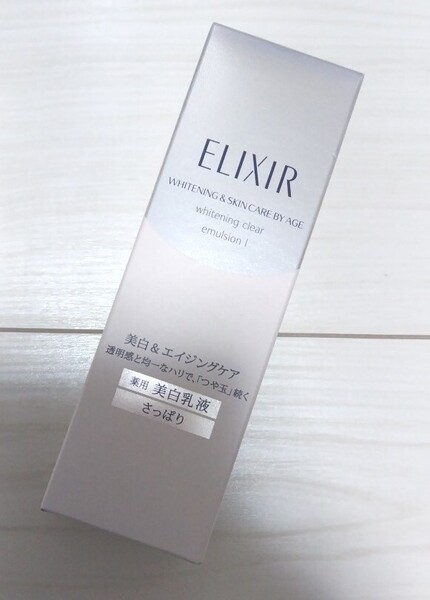 ELIXIR
WHITENING & SKIN CARE BY AGE
whitening clear
emulsion I
美白&エイジングケア
透明感と均一なハリで、「つや玉」続く
薬用 美白乳液
さっぱり